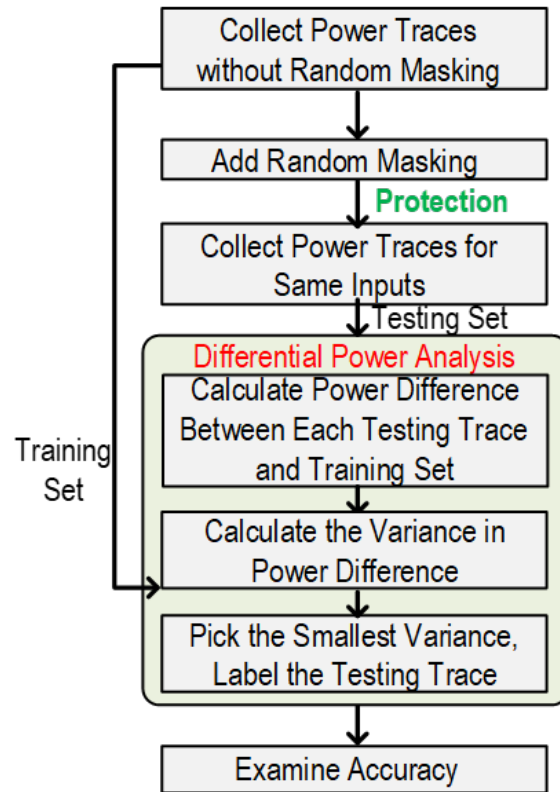 Collect Power Traces
without Random Masking
Add Random Masking
Protection
Collect Power Traces for
Same Inputs
Testing Set
Differential Power Analysis
Calculate Power Difference
Between Each Testing Trace
and Training Set
Training
Set
Calculate the Variance in
Power Difference
Pick the Smallest Variance,
Label the Testing Trace
Examine Accuracy